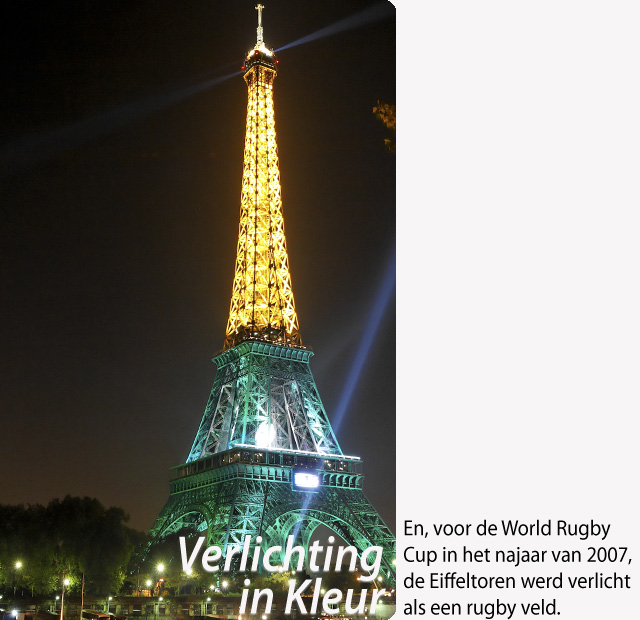 Verlichting
in Kleur
En, voor de World Rugby
Cup in het najaar van 2007,
de Eiffeltoren werd verlicht
als een rugby veld.